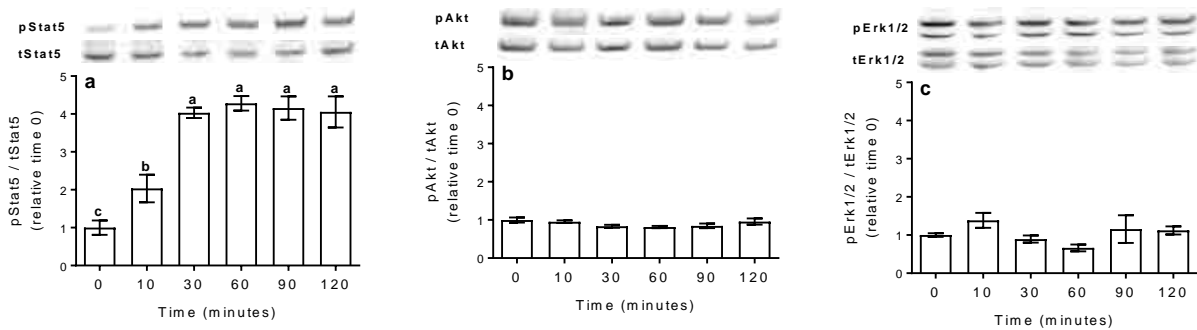 pStat5
tStat5
a
5
4
3
2
1
0
pStat5 / tStat5
(relative time 0)
c
b
a
a
a
a
0 10 30 60 90 120
Time (minutes)
pAkt
tAkt
b
5
4
3
2
1
0
pAkt / tAkt
(relative time 0)
0 10 30 60 90 120
Time (minutes)
pErk1/2
tErk1/2
c
5
4
3
2
1
0
pErk1/2 / tErk1/2
(relative time 0)
0 10 30 60 90 120
Time (minutes)